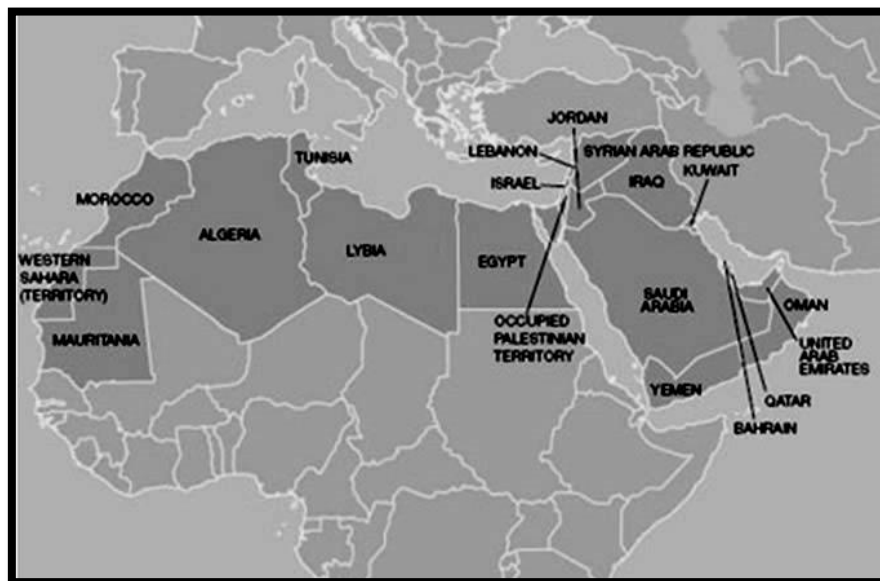 JORDAN
LEBANON
SYRIAN ARAB REPUBLIC
TUNISIA
KUWAIT
ISRAEL
IRAQ
MOROCCO
ALGERIA
LYBIA
EGYPT
WESTERN
SAHARA
(TERRITORY)
SAUDI
ARABIA
OMAN
OCCUPIED
PALESTINIAN
TERRITORY
MAURITANIA
UNITED
ARAB
EMIRATES
YEMEN
QATAR
BAHRAIN